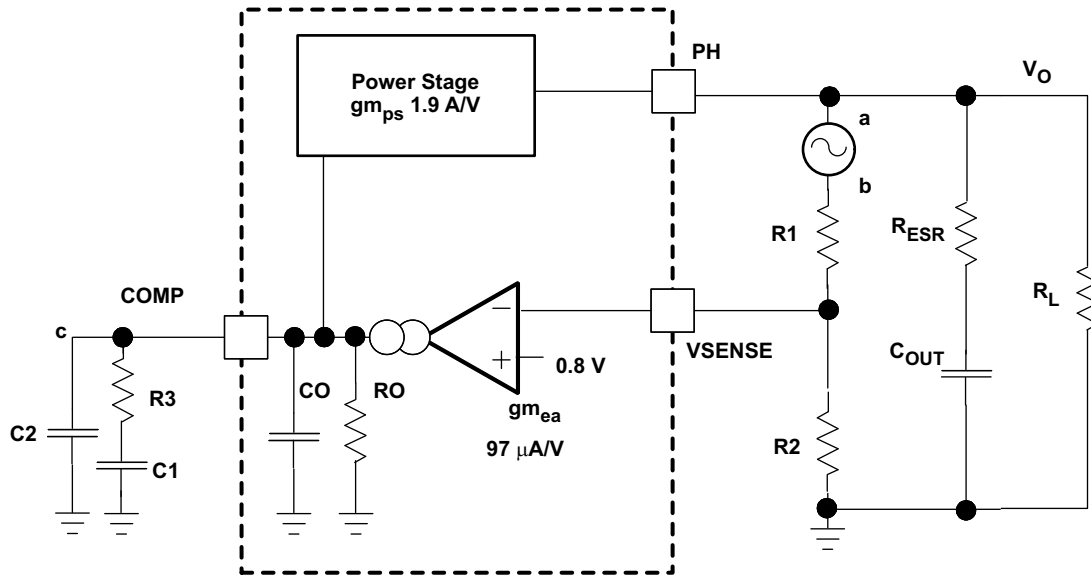 PH
Power Stage
gm_ps 1.9 A/V
V_O
a
b
R1
R_ESR
COMP
R_L
c
VSENSE
0.8 V
C_OUT
R3
CO
RO
gm_ea
C2
C1
97 μA/V
R2